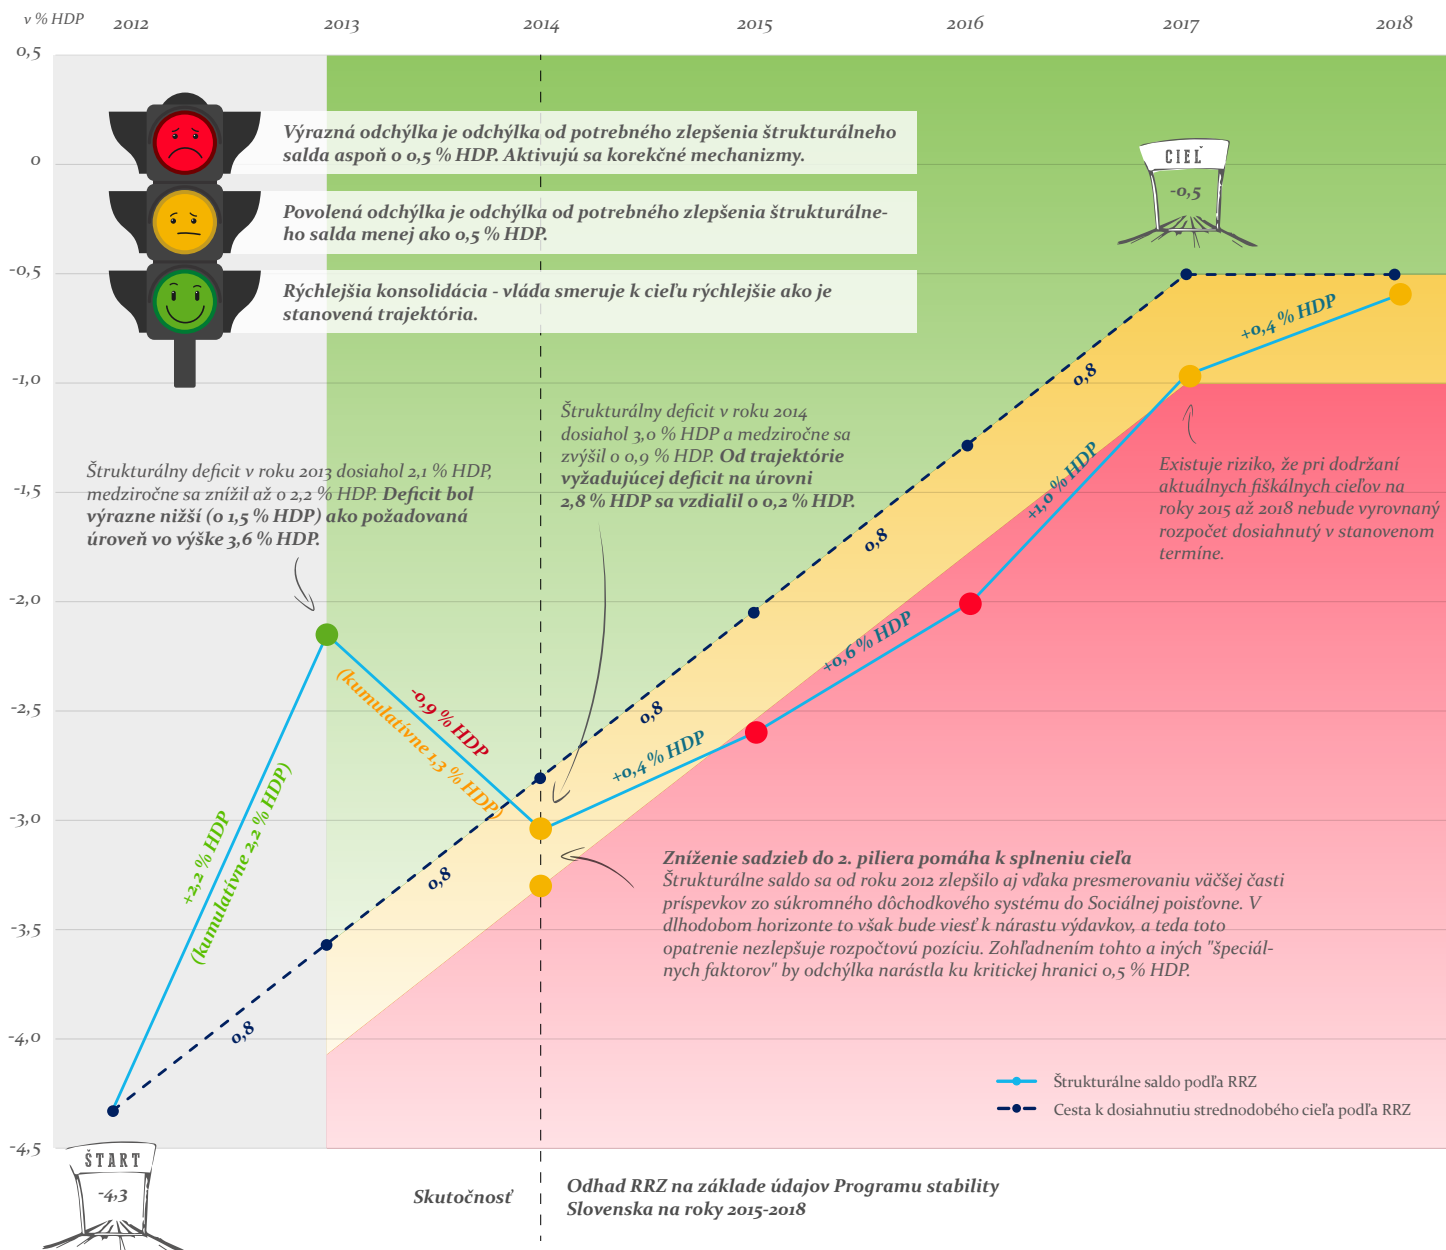 v % HDP
2012
2013
2014
2015
2016
2017
2018
0,5
0
-0,5
-1,0
-1,5
-2,0
-2,5
-3,0
-3,5
-4,0
-4,5
Výrazná odchýlka je odchýlka od potrebného zlepšenia štrukturálneho
salda aspoň o 0,5 % HDP. Aktivujú sa korekčné mechanizmy.
Povolená odchýlka je odchýlka od potrebného zlepšenia štrukturálne-
ho salda menej ako 0,5 % HDP.
Rýchlejšia konsolidácia - vláda smeruje k cieľu rýchlejšie ako je
stanovená trajektória.
CIEĽ
-0,5
Štrukturálny deficit v roku 2014
dosiahol 3,0 % HDP a medziročne sa
zvýšil o 0,9 % HDP. Od trajektórie
vyžadujúcej deficit na úrovni
2,8 % HDP sa vzdialil o 0,2 % HDP.
Štrukturálny deficit v roku 2013 dosiahol 2,1 % HDP,
medziročne sa znížil až o 2,2 % HDP. Deficit bol
výrazne nižší (o 1,5 % HDP) ako požadovaná
úroveň vo výške 3,6 % HDP.
Existuje riziko, že pri dodržaní
aktuálnych fiškálnych cieľov na
roky 2015 až 2018 nebude vyrovnaný
rozpočet dosiahnutý v stanovenom
termíne.
+2,2 % HDP
(kumulatívne 2,2 % HDP)
-0,9 % HDP
(kumulatívne 1,3 % HDP)
+0,4 % HDP
+0,6 % HDP
+1,0 % HDP
+0,4 % HDP
0,8
0,8
0,8
0,8
0,8
Zníženie sadzieb do 2. piliera pomáha k splneniu cieľa
Štrukturálne saldo sa od roku 2012 zlepšilo aj vďaka presmerovaniu väčšej časti
príspevkov zo súkromného dôchodkového systému do Sociálnej poisťovne. V
dlhodobom horizonte to však bude viesť k nárastu výdavkov, a teda toto
opatrenie nezlepšuje rozpočtovú pozíciu. Zohľadnením tohto a iných "špeciál-
nych faktorov" by odchýlka narástla ku kritickej hranici 0,5 % HDP.
Štrukturálne saldo podľa RRZ
Cesta k dosiahnutiu strednodobého cieľa podľa RRZ
ŠTART
-4,3
Skutočnosť
Odhad RRZ na základe údajov Programu stability
Slovenska na roky 2015-2018